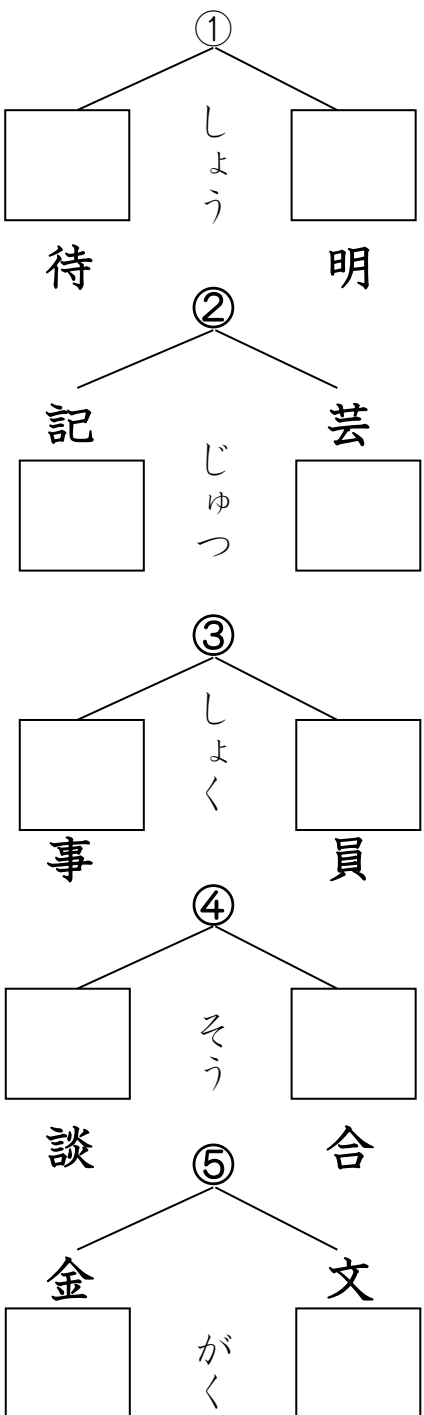 ①
しょう
明
待
②
芸
記
じゅつ
③
しょく
員
事
④
そう
合
談
⑤
文
金
がく